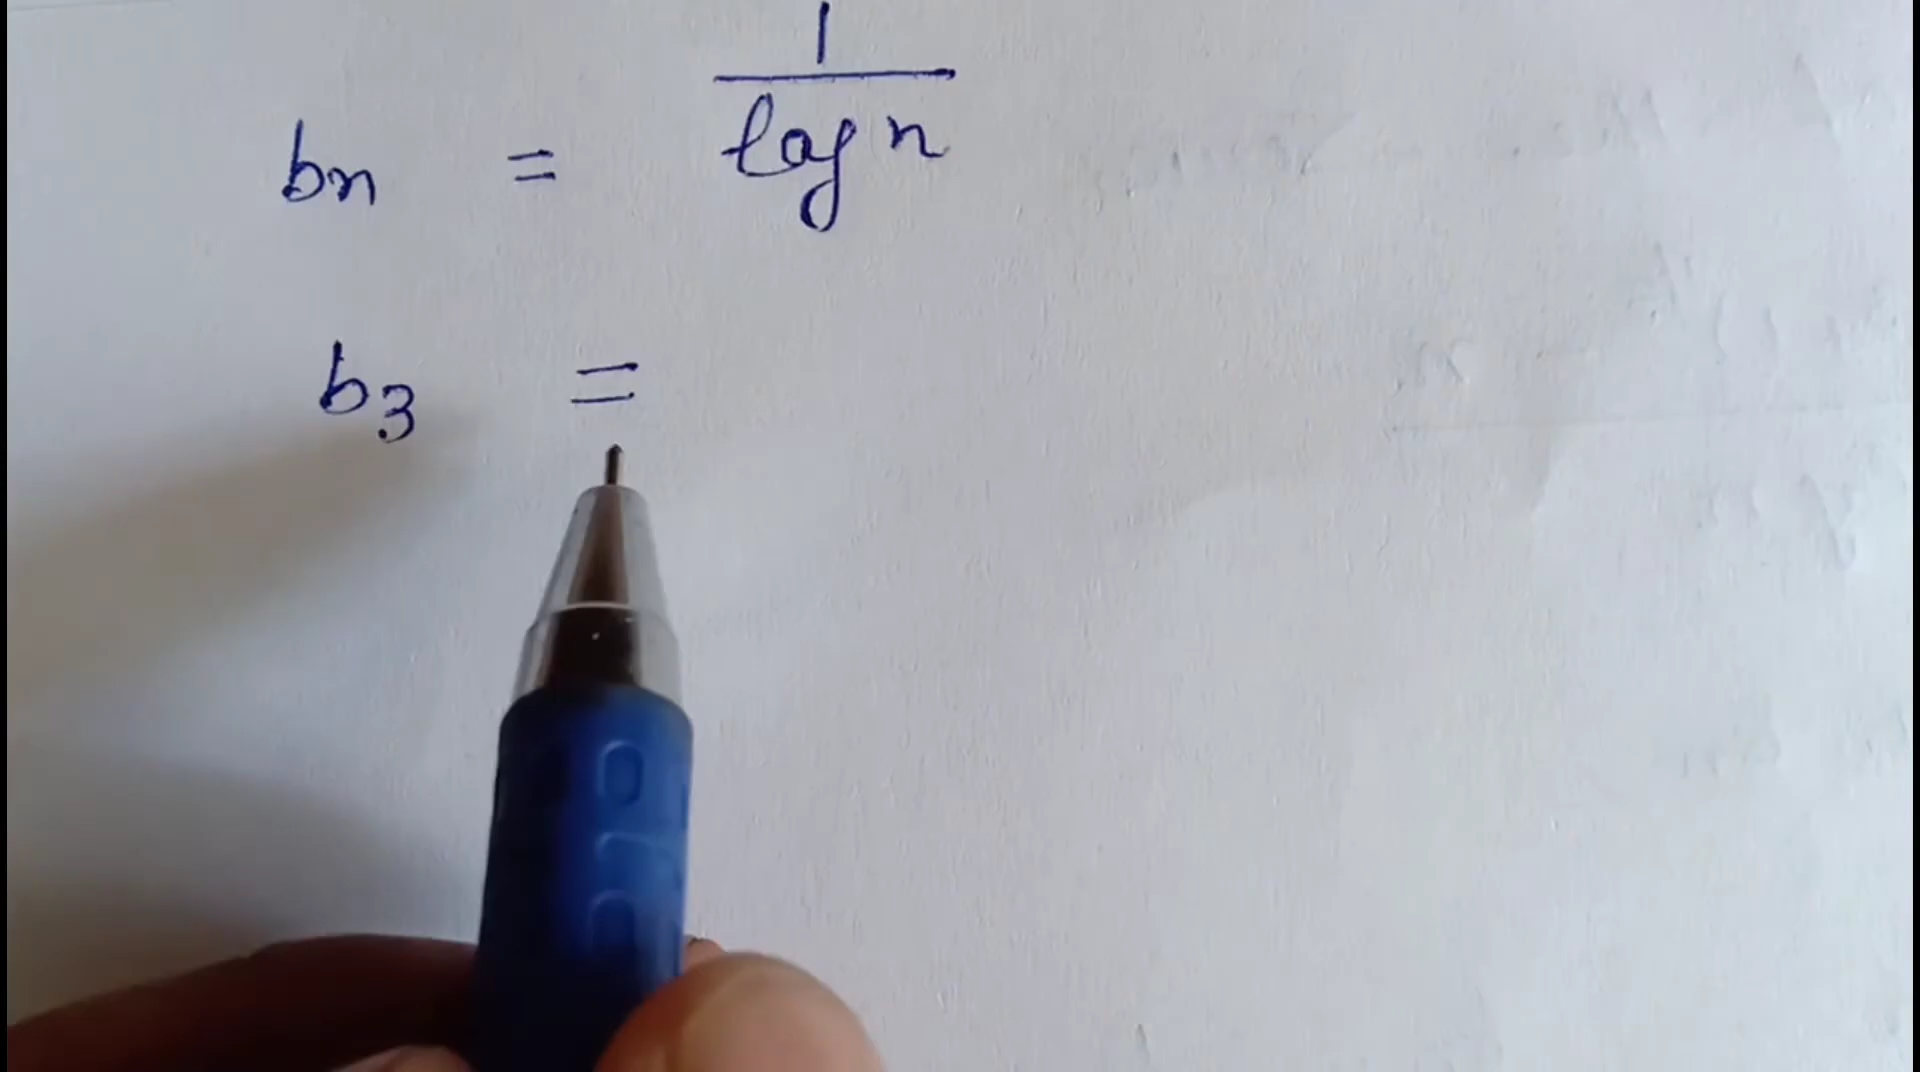 bn = 1/log n
b3 =